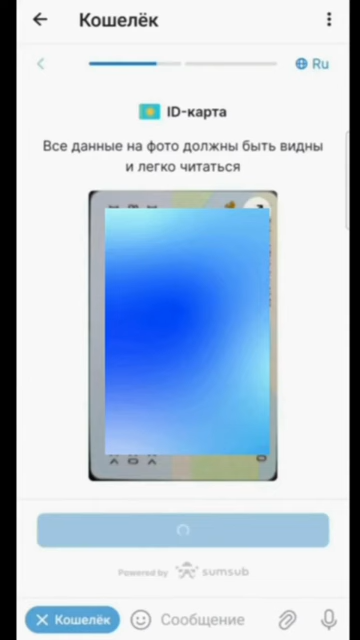 Кошелёк
Ru
ID-карта
Все данные на фото должны быть видны
и легко читаться
Powered by sumsub
Кошелёк
Сообщение